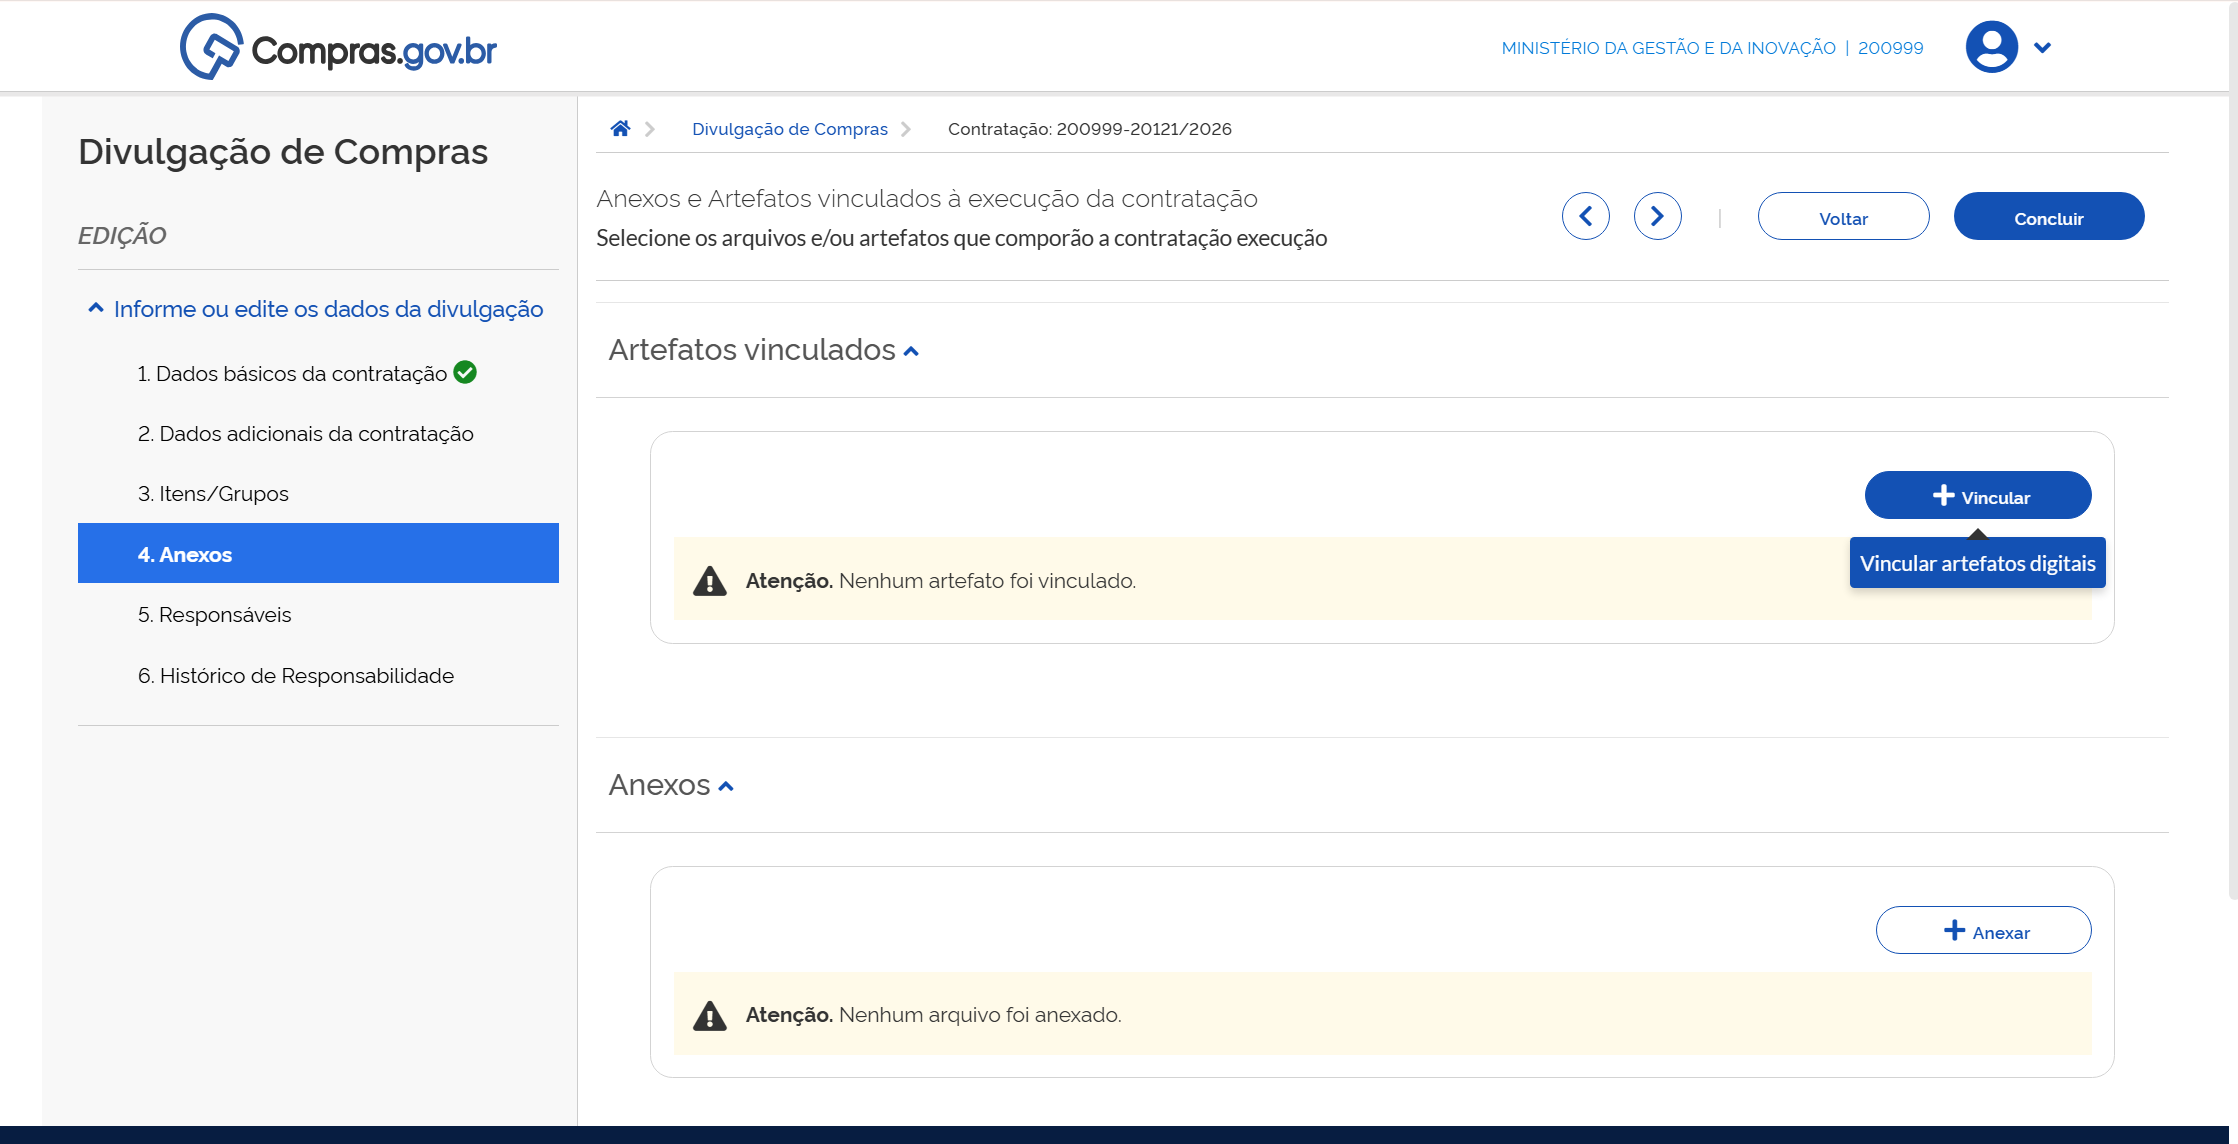 Compras.gov.br
MINISTÉRIO DA GESTÃO E DA INOVAÇÃO | 200999
Divulgação de Compras
EDIÇÃO
Informe ou edite os dados da divulgação
1. Dados básicos da contratação
2. Dados adicionais da contratação
3. Itens/Grupos
4. Anexos
5. Responsáveis
6. Histórico de Responsabilidade
Divulgação de Compras
Contratação: 200999-20121/2026
Anexos e Artefatos vinculados à execução da contratação
Selecione os arquivos e/ou artefatos que comporão a contratação execução
Voltar
Concluir
Artefatos vinculados
Vincular
Vincular artefatos digitais
Atenção. Nenhum artefato foi vinculado.
Anexos
Anexar
Atenção. Nenhum arquivo foi anexado.